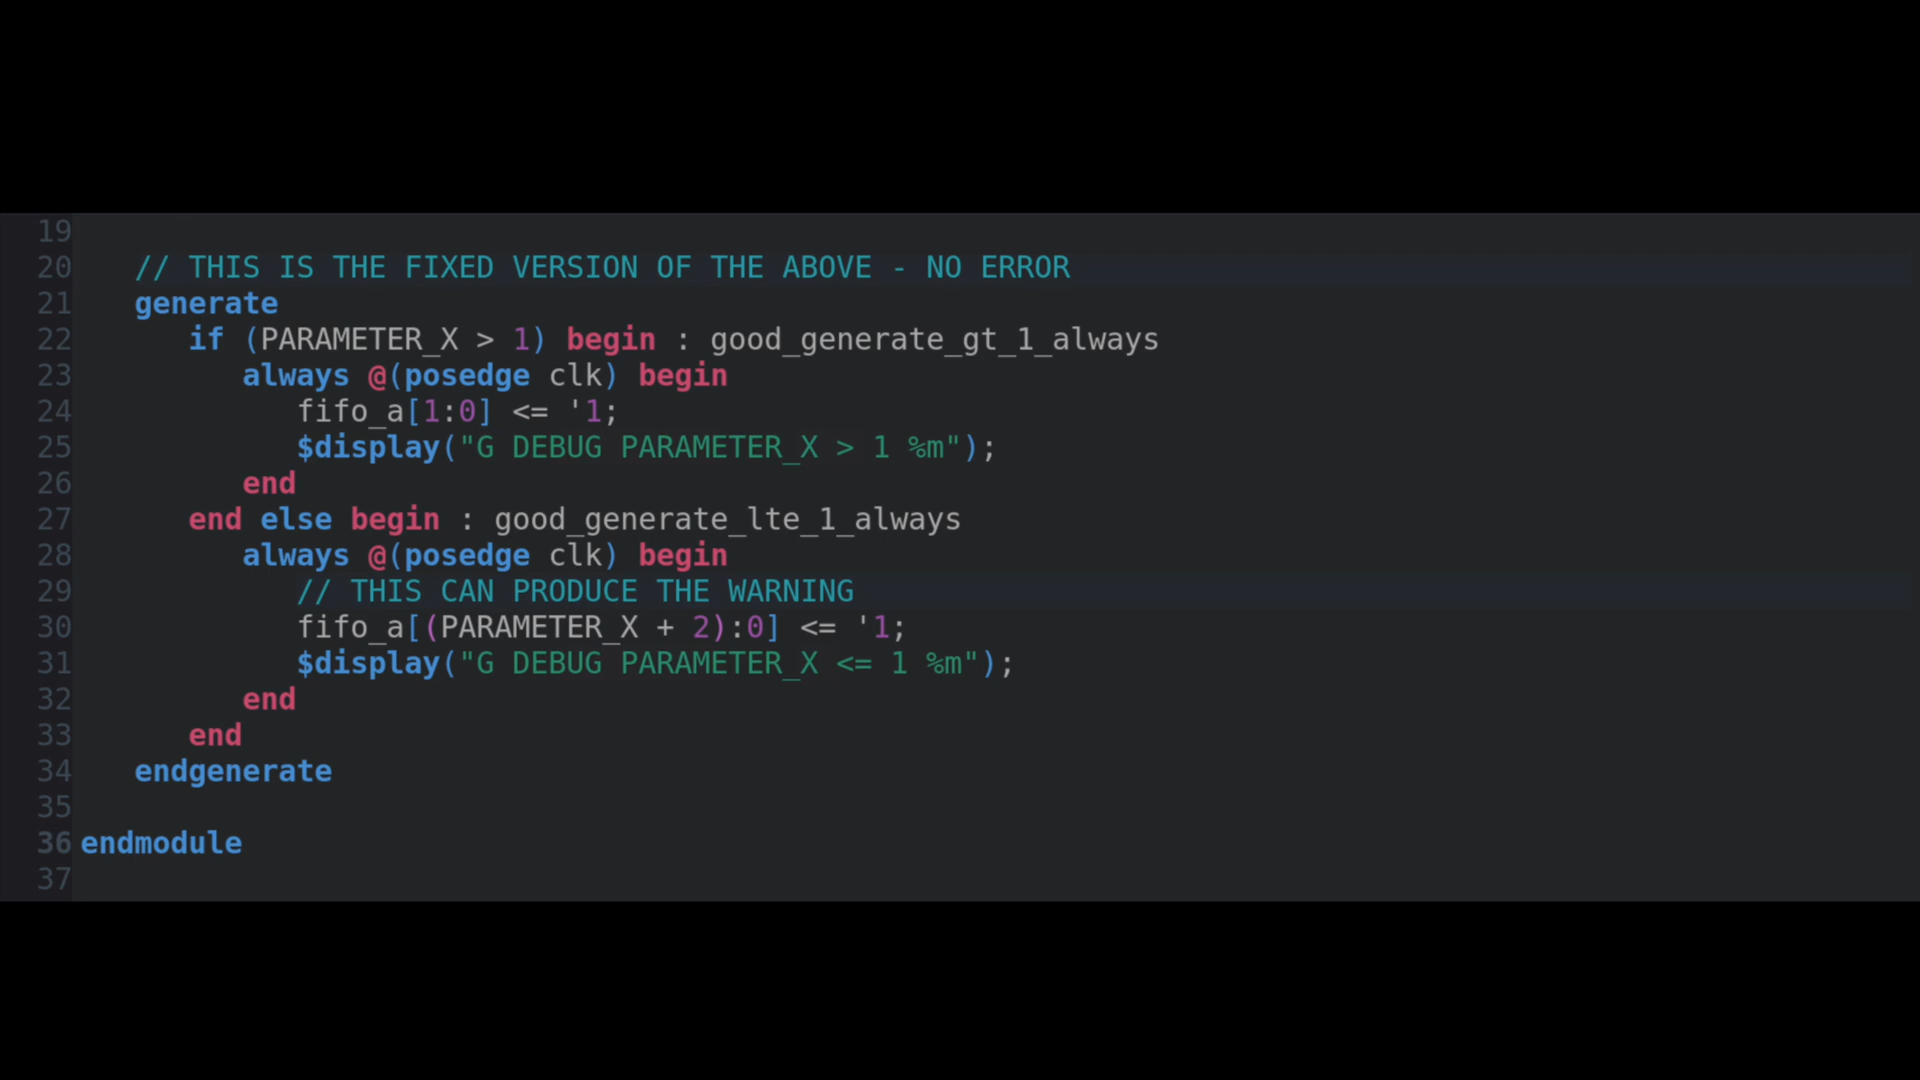 19
20 // THIS IS THE FIXED VERSION OF THE ABOVE - NO ERROR
21 generate
22 if (PARAMETER_X > 1) begin : good_generate_gt_1_always
23 always @(posedge clk) begin
24 fifo_a[1:0] <= '1;
25 $display("G DEBUG PARAMETER_X > 1 %m");
26 end
27 end else begin : good_generate_lte_1_always
28 always @(posedge clk) begin
29 // THIS CAN PRODUCE THE WARNING
30 fifo_a[(PARAMETER_X + 2):0] <= '1;
31 $display("G DEBUG PARAMETER_X <= 1 %m");
32 end
33 end
34 endgenerate
35
36 endmodule
37